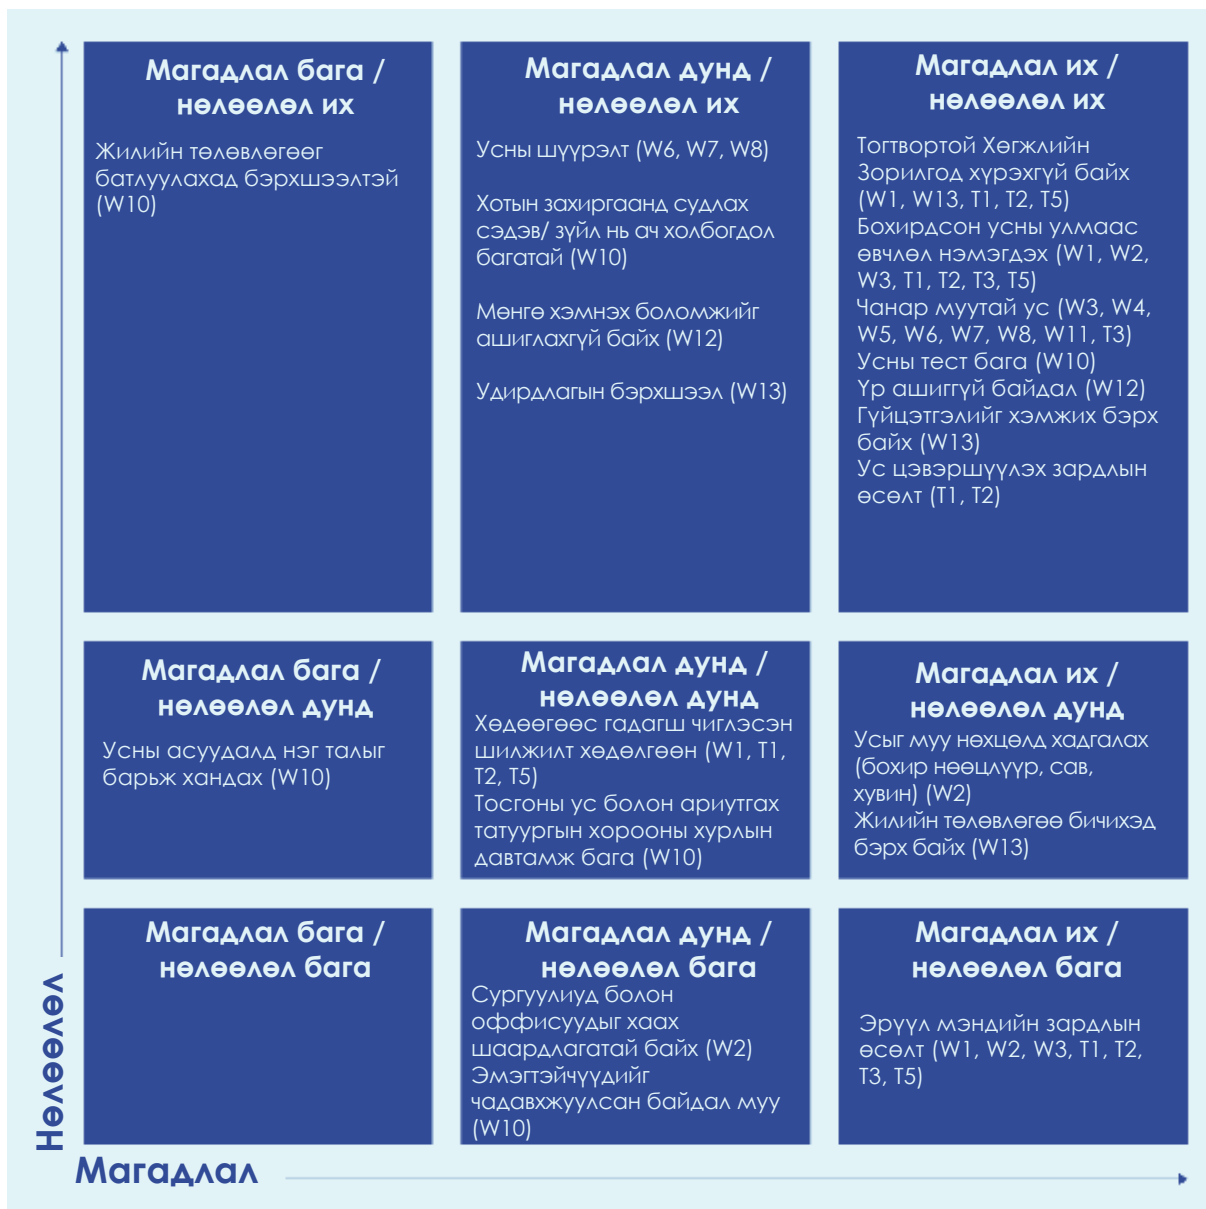 Магадлал бага /
нөлөөлөл их
Жилийн төлөвлөгөөг
батлуулахад бэрхшээлтэй
(W10)
Магадлал дунд /
нөлөөлөл их
Усны шүүрэлт (W6, W7, W8)
Хотын захиргаанд судлах
сэдэв/ зүйл нь ач холбогдол
багатай (W10)
Мөнгө хэмнэх боломжийг
ашиглахгүй байх (W12)
Удирдлагын бэрхшээл (W13)
Магадлал их /
нөлөөлөл их
Тогтвортой Хөгжлийн
Зорилгод хүрэхгүй байх
(W1, W13, T1, T2, T5)
Бохирдсон усны улмаас
өвчлөл нэмэгдэх (W1, W2,
W3, T1, T2, T3, T5)
Чанар муутай ус (W3, W4,
W5, W6, W7, W8, W11, T3)
Усны тест бага (W10)
Үр ашиггүй байдал (W12)
Гүйцэтгэлийг хэмжих бэрх
байх (W13)
Ус цэвэршүүлэх зардлын
өсөлт (T1, T2)
Магадлал бага /
нөлөөлөл дунд
Усны асуудалд нэг талыг
барьж хандах (W10)
Магадлал дунд /
нөлөөлөл дунд
Хөдөөгөөс гадагш чиглэсэн
шилжилт хөдөлгөөн (W1, T1,
T2, T5)
Тосгоны ус болон ариутгах
татуургын хорооны хурлын
давтамж бага (W10)
Магадлал их /
нөлөөлөл дунд
Усыг муу нөхцөлд хадгалах
(бохир нөөцлүүр, сав,
хувин) (W2)
Жилийн төлөвлөгөө бичихэд
бэрх байх (W13)
Магадлал бага /
нөлөөлөл бага
Магадлал дунд /
нөлөөлөл бага
Сургуулиуд болон
оффисуудыг хаах
шаардлагатай байх (W2)
Эмэгтэйчүүдийг
чадавхжуулсан байдал муу
(W10)
Магадлал их /
нөлөөлөл бага
Эрүүл мэндийн зардлын
өсөлт (W1, W2, W3, T1, T2,
T3, T5)
Нөлөөлөл
Магадлал